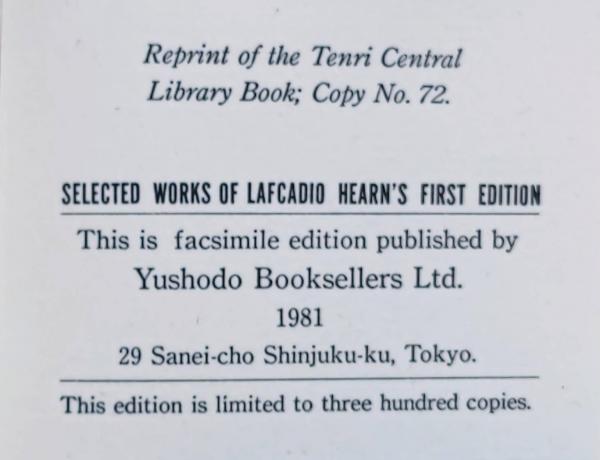 Reprint of the Tenri Central
Library Book; Copy No. 72.
SELECTED WORKS OF LAFCADIO HEARN'S FIRST EDITION
This is facsimile edition published by
Yushodo Booksellers Ltd.
1981
29 Sanei-cho Shinjuku-ku, Tokyo.
This edition is limited to three hundred copies.